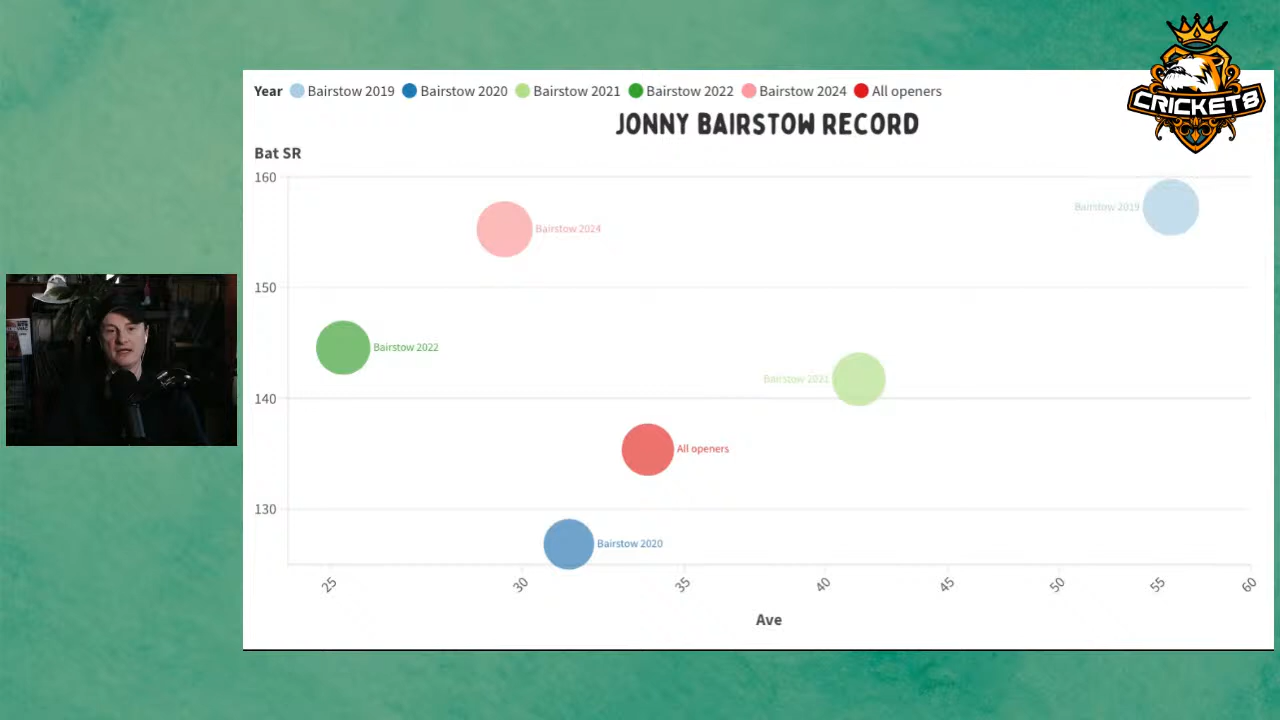 CRICKET8
Year Bairstow 2019 Bairstow 2020 Bairstow 2021 Bairstow 2022 Bairstow 2024 All openers
JONNY BAIRSTOW RECORD
Bat SR
160
Bairstow 2019
Bairstow 2024
150
Bairstow 2022
Bairstow 2021
140
All openers
130
Bairstow 2020
25 30 35 40 45 50 55 60
Ave